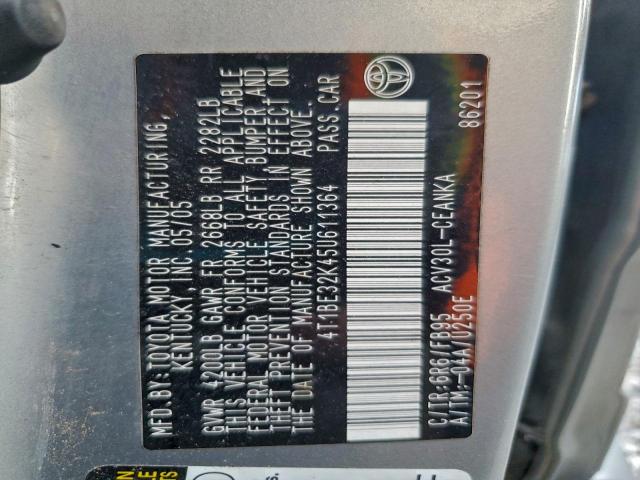 MFD.BY:TOYOTA MOTOR MANUFACTURING,
KENTUCKY, INC. 05/05
GVWR 4200LB GAWR FR 2668LB RR 2282LB
THIS VEHICLE CONFORMS TO ALL APPLICABLE
FEDERAL MOTOR VEHICLE SAFETY BUMPER, AND
THEFT PREVENTION STANDARDS IN EFFECT ON
THE DATE OF MANUFACTURE SHOWN ABOVE.
4T1BE32K45U611364 PASS.CAR
C/TR:6R6/FB95 ACV30L-CEANKA
A/TM:-04A/U250E 86201